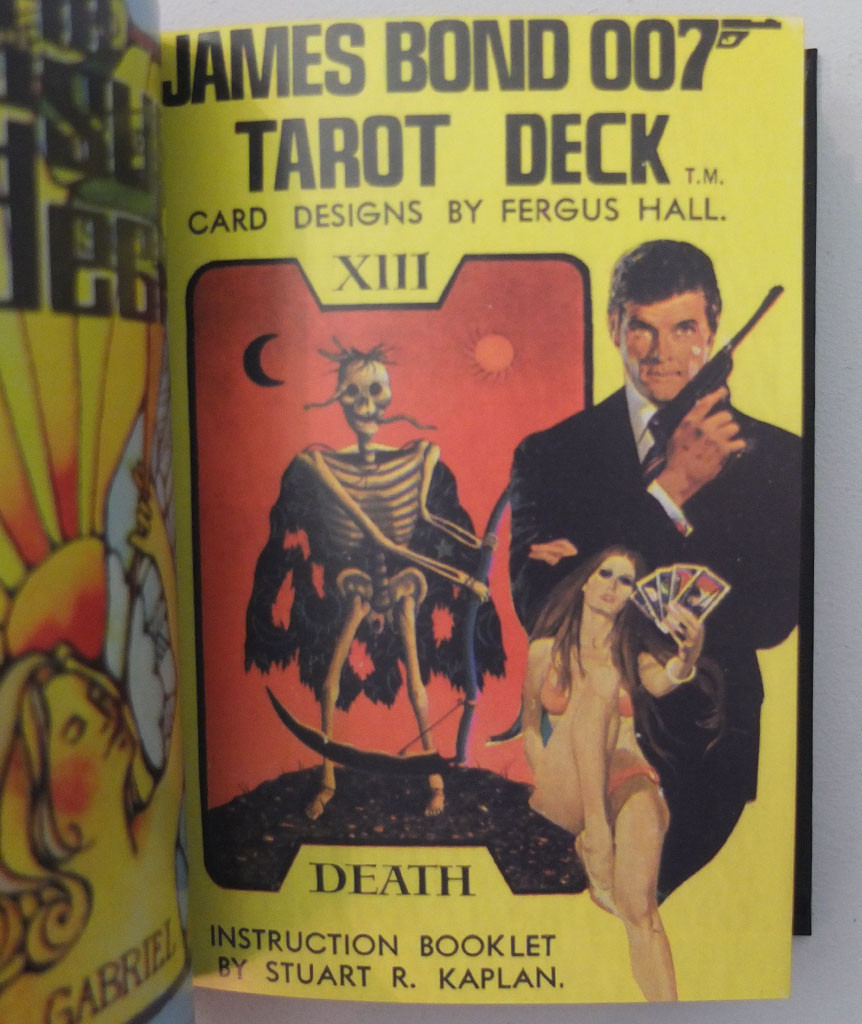 JAMES BOND 007
TAROT DECK T.M.
CARD DESIGNS BY FERGUS HALL.
XIII
DEATH
INSTRUCTION BOOKLET
BY STUART R. KAPLAN.
GABRIEL